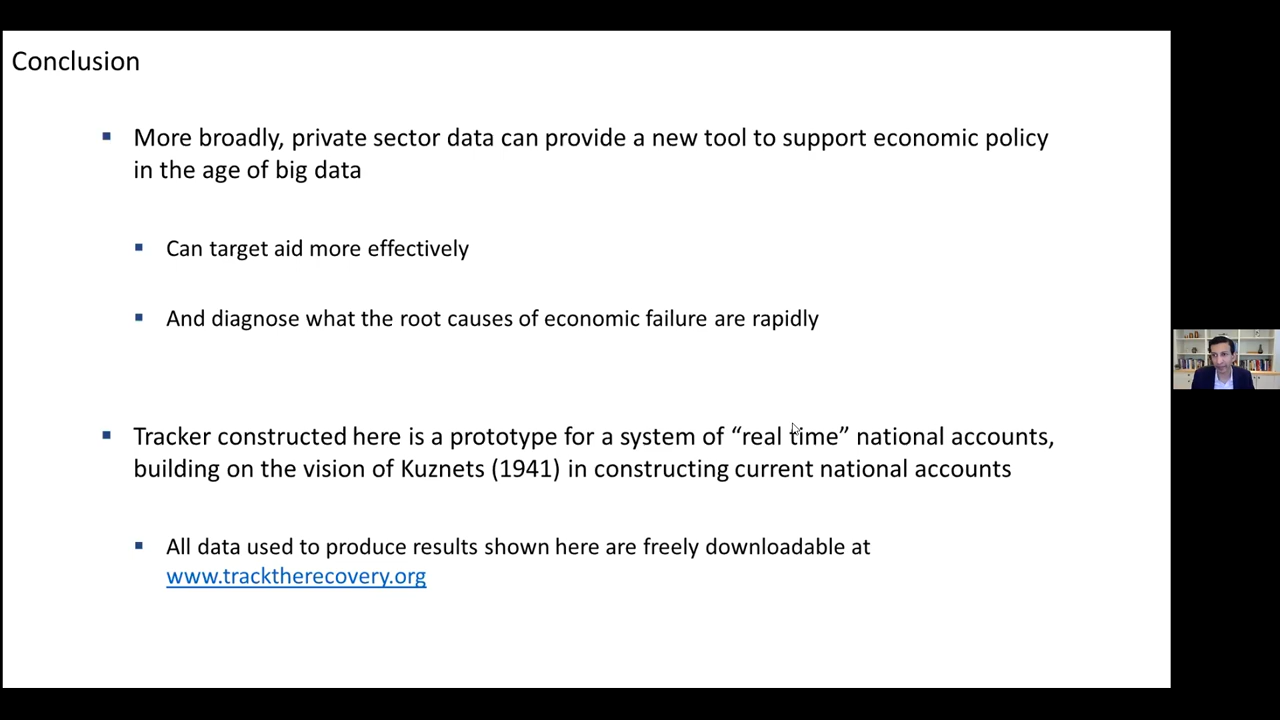 Conclusion
More broadly, private sector data can provide a new tool to support economic policy
in the age of big data
Can target aid more effectively
And diagnose what the root causes of economic failure are rapidly
Tracker constructed here is a prototype for a system of “real time” national accounts,
building on the vision of Kuznets (1941) in constructing current national accounts
All data used to produce results shown here are freely downloadable at
www.tracktherecovery.org